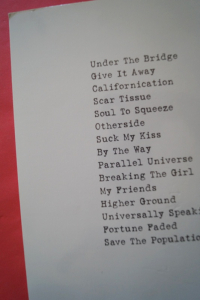 Under The Bridge
Give It Away
Californication
Scar Tissue
Soul To Squeeze
Otherside
Suck My Kiss
By The Way
Parallel Universe
Breaking The Girl
My Friends
Higher Ground
Universally Speaki
Fortune Faded
Save The Populatio